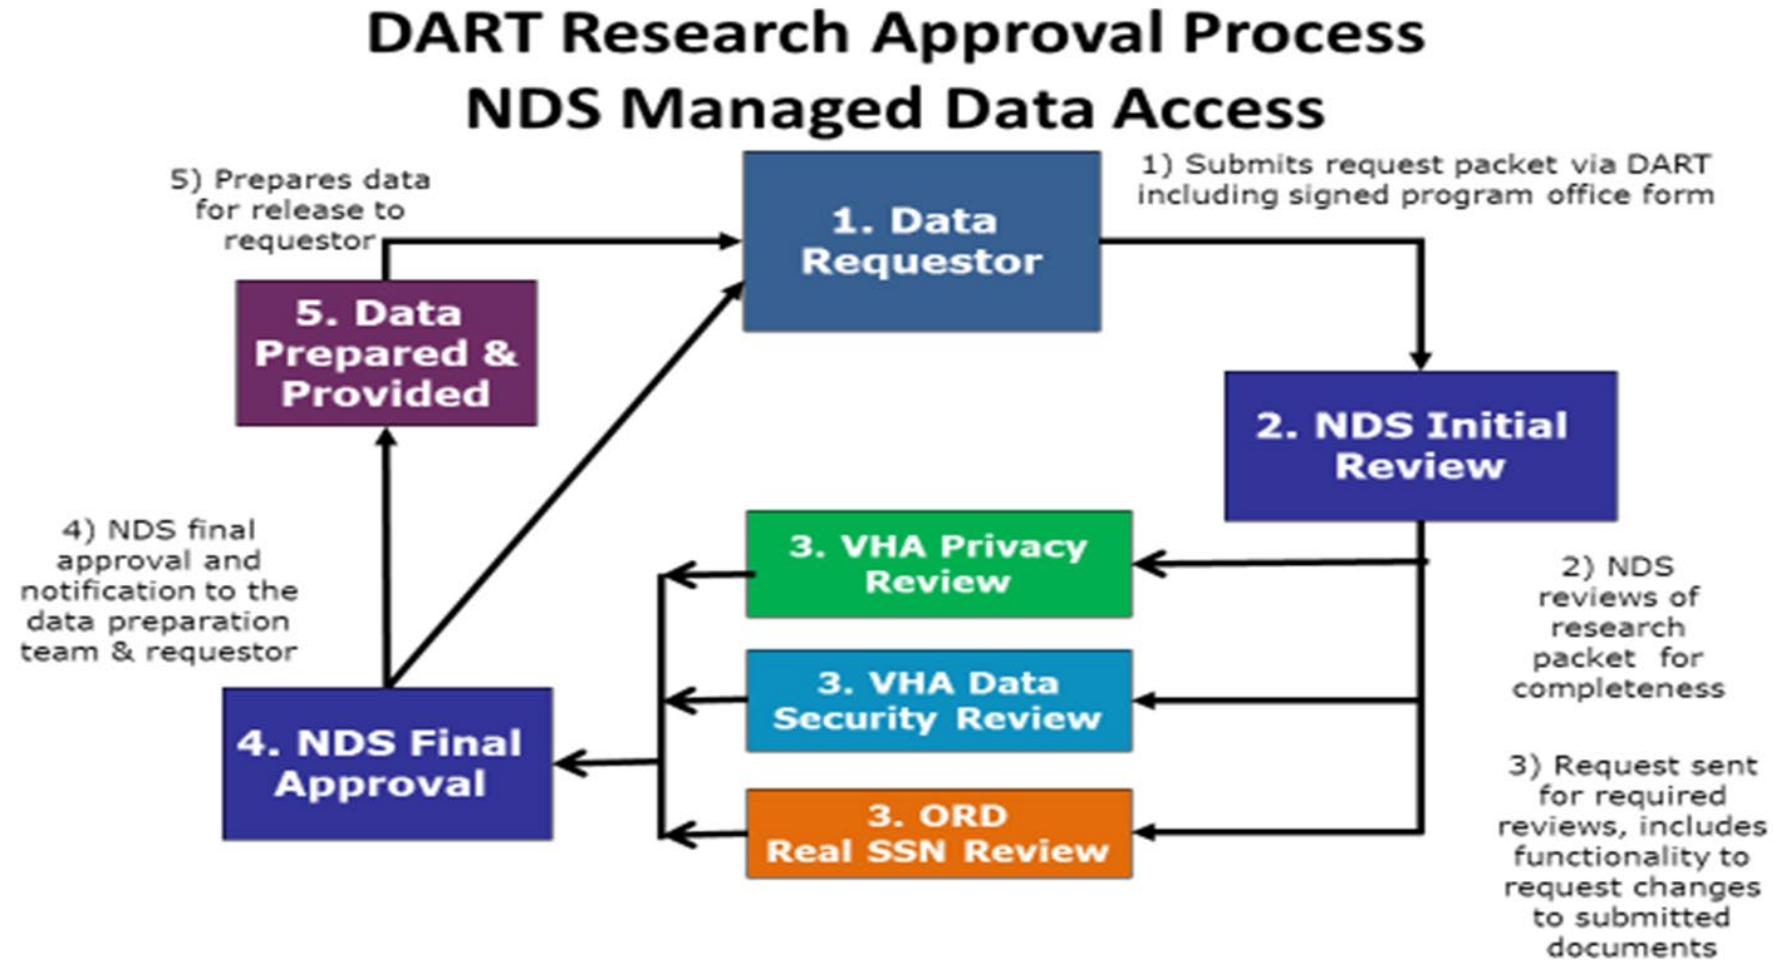 DART Research Approval Process
NDS Managed Data Access
5) Prepares data
for release to
requestor
1. Data
Requestor
1) Submits request packet via DART
including signed program office form
5. Data
Prepared &
Provided
2. NDS Initial
Review
4) NDS final
approval and
notification to the
data preparation
team & requestor
3. VHA Privacy
Review
2) NDS
reviews of
research
packet for
completeness
3. VHA Data
Security Review
4. NDS Final
Approval
3. ORD
Real SSN Review
3) Request sent
for required
reviews, includes
functionality to
request changes
to submitted
documents